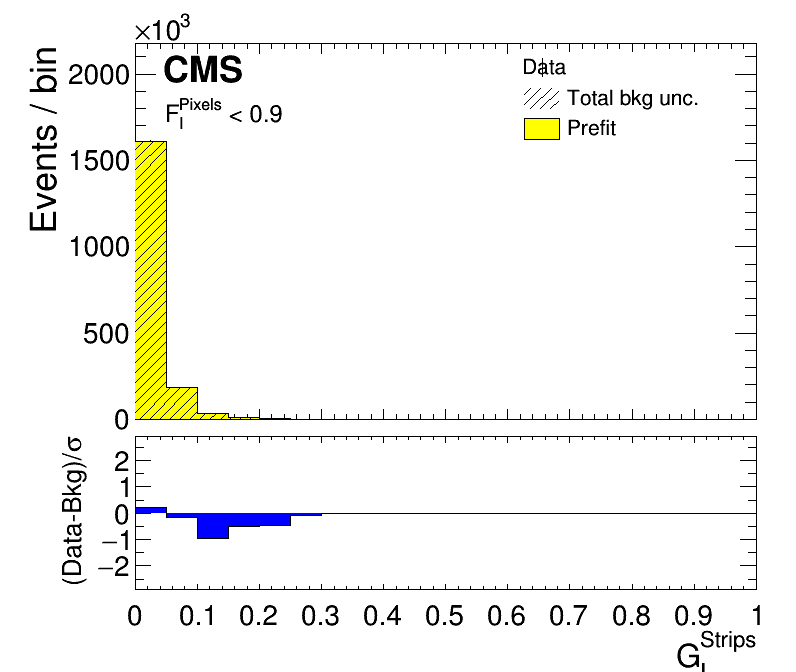 ×10³
2000
1500
1000
500
0
Events / bin
CMS
F_I^Pixels < 0.9
Data
Total bkg unc.
Prefit
(Data-Bkg)/σ
2
1
0
−1
−2
0 0.1 0.2 0.3 0.4 0.5 0.6 0.7 0.8 0.9 1
G_I^Strips